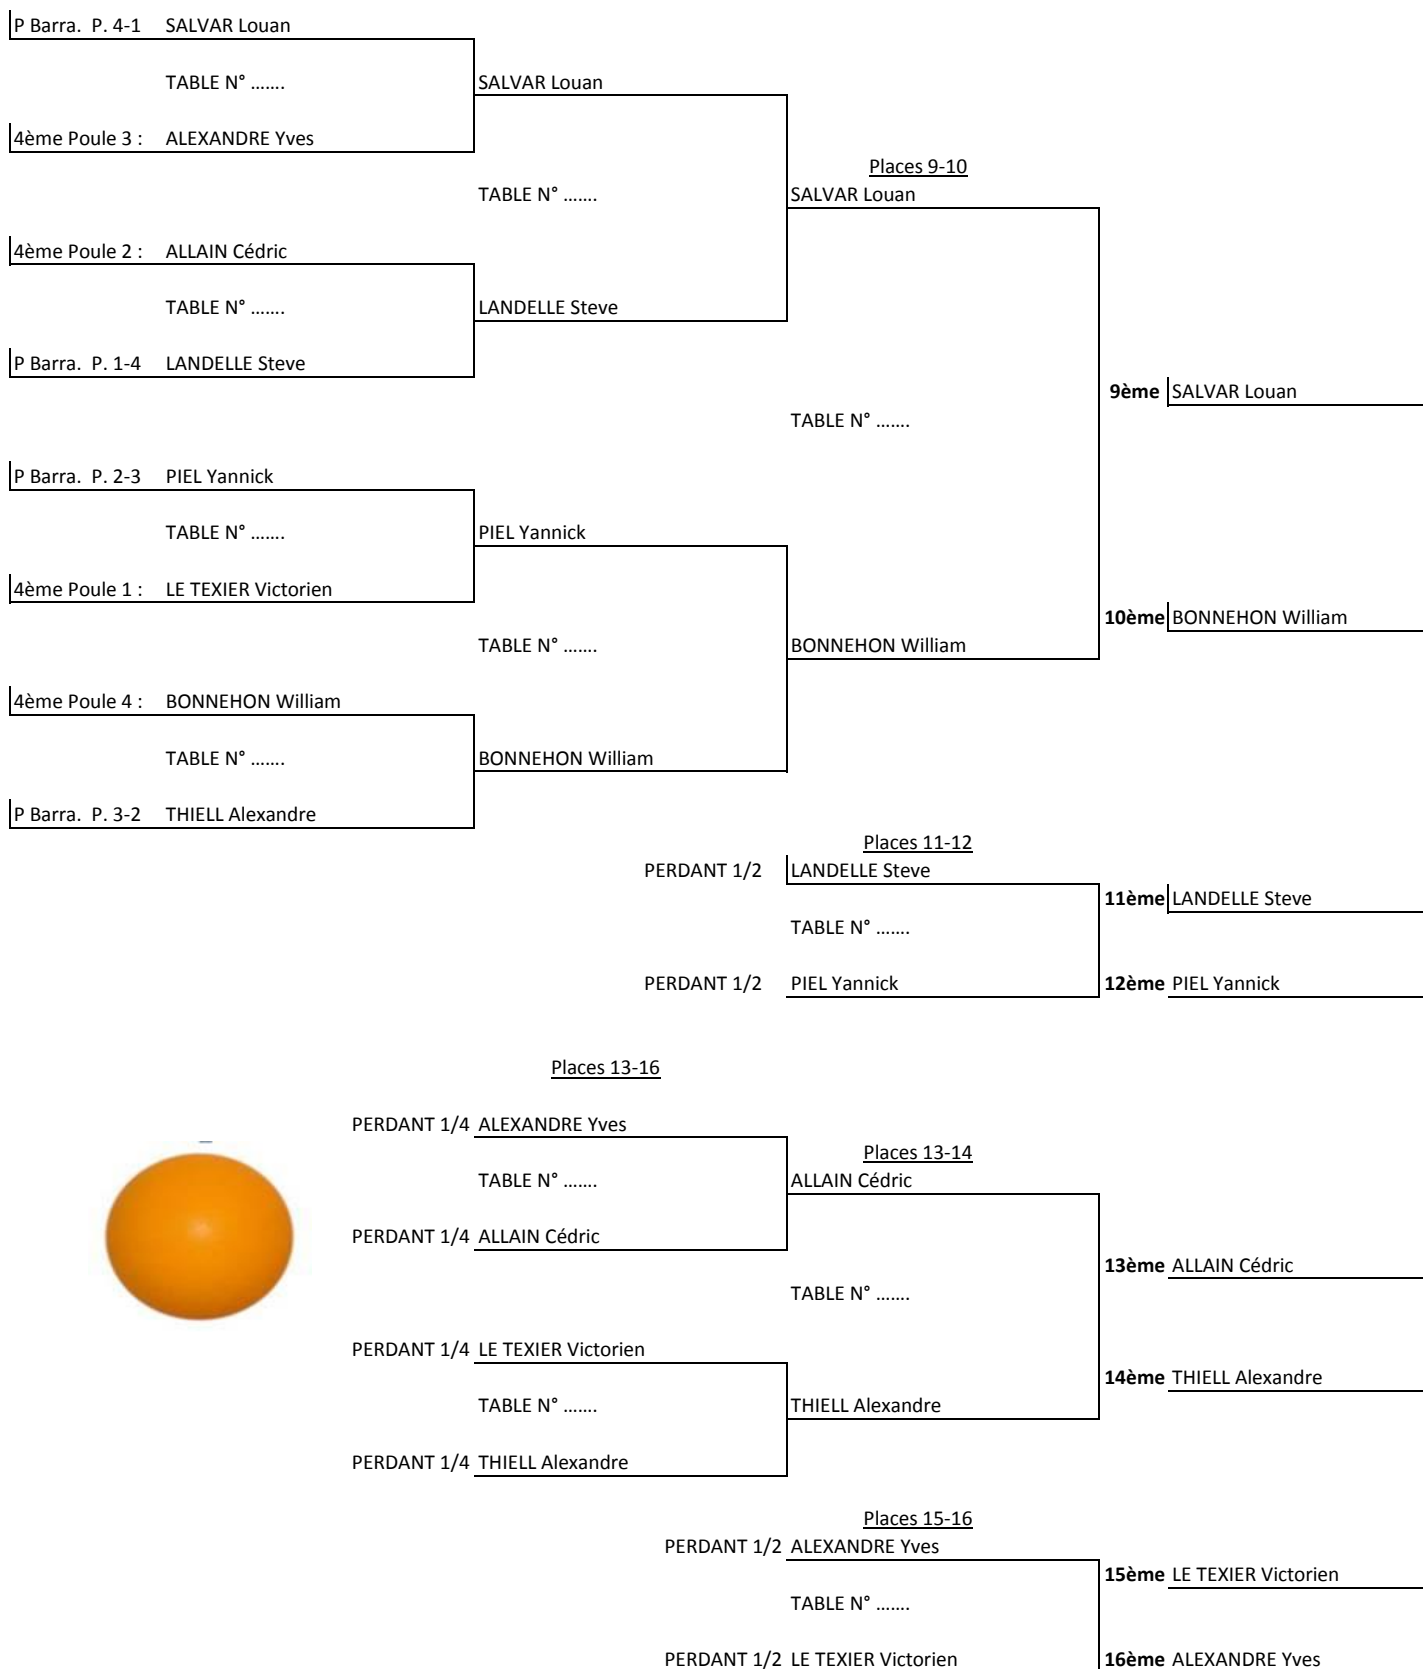 P Barra.  P. 4-1 SALVAR Louan
TABLE N° ....... SALVAR Louan
4ème Poule 3 : ALEXANDRE Yves
Places 9-10
TABLE N° ....... SALVAR Louan
4ème Poule 2 : ALLAIN Cédric
TABLE N° ....... LANDELLE Steve
P Barra.  P. 1-4 LANDELLE Steve
9ème SALVAR Louan
TABLE N° .......
P Barra.  P. 2-3 PIEL Yannick
TABLE N° ....... PIEL Yannick
4ème Poule 1 : LE TEXIER Victorien
10ème BONNEHON William
TABLE N° ....... BONNEHON William
4ème Poule 4 : BONNEHON William
TABLE N° ....... BONNEHON William
P Barra.  P. 3-2 THIELL Alexandre
Places 11-12
PERDANT 1/2 LANDELLE Steve
11ème LANDELLE Steve
TABLE N° .......
PERDANT 1/2 PIEL Yannick 12ème PIEL Yannick
Places 13-16
PERDANT 1/4 ALEXANDRE Yves
Places 13-14
TABLE N° ....... ALLAIN Cédric
PERDANT 1/4 ALLAIN Cédric
13ème ALLAIN Cédric
TABLE N° .......
PERDANT 1/4 LE TEXIER Victorien
14ème THIELL Alexandre
TABLE N° ....... THIELL Alexandre
PERDANT 1/4 THIELL Alexandre
Places 15-16
PERDANT 1/2 ALEXANDRE Yves
15ème LE TEXIER Victorien
TABLE N° .......
PERDANT 1/2 LE TEXIER Victorien 16ème ALEXANDRE Yves